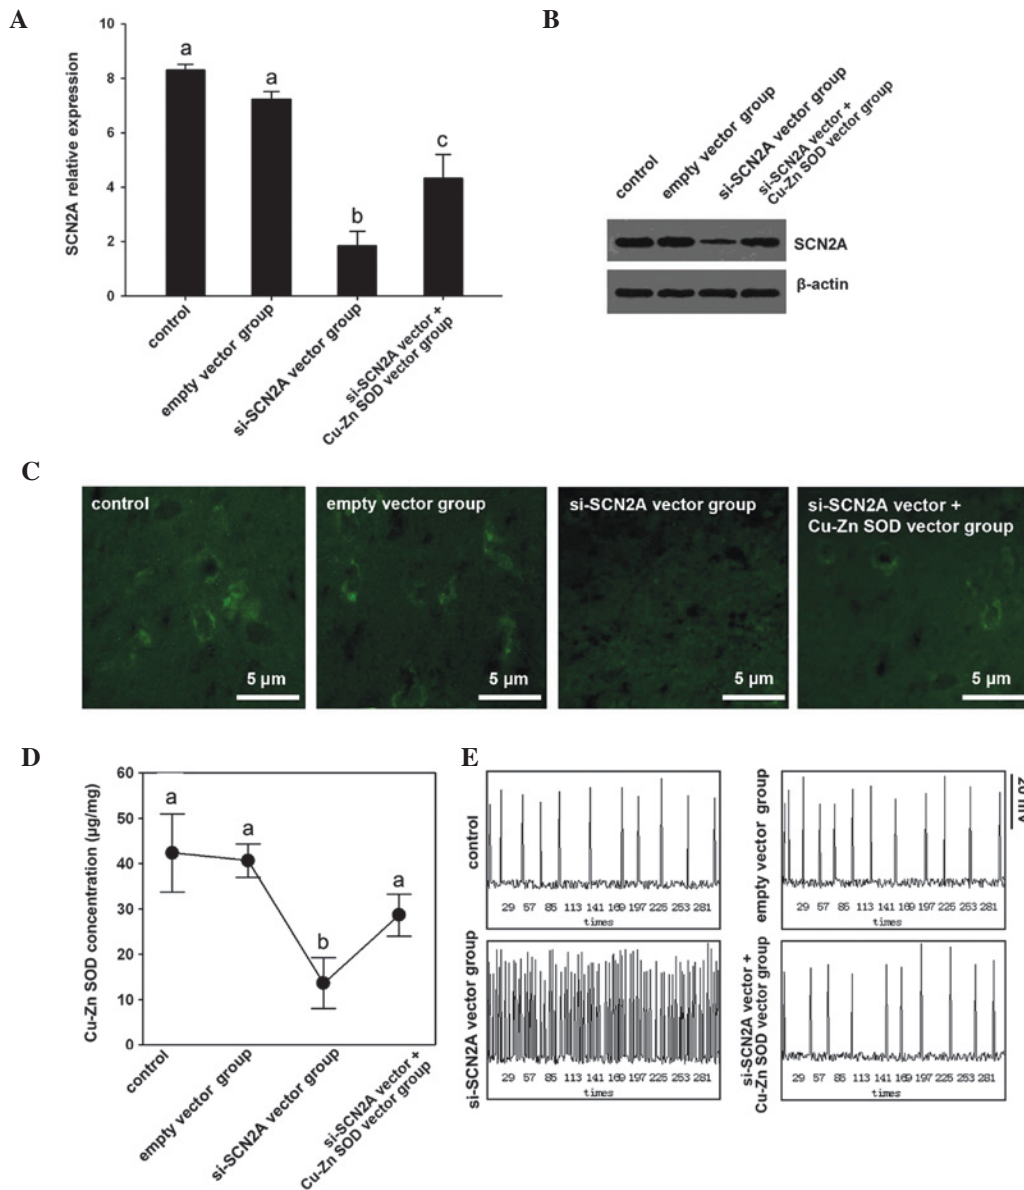 A
10
8
6
4
2
0
SCN2A relative expression
a
a
b
c
control
empty vector group
si-SCN2A vector group
si-SCN2A vector +
Cu-Zn SOD vector group
B
control
empty vector group
si-SCN2A vector group
si-SCN2A vector +
Cu-Zn SOD vector group
SCN2A
β-actin
C
control
5 µm
empty vector group
5 µm
si-SCN2A vector group
5 µm
si-SCN2A vector +
Cu-Zn SOD vector group
5 µm
D
60
50
40
30
20
10
0
Cu-Zn SOD concentration (µg/mg)
a
a
b
a
control
empty vector group
si-SCN2A vector group
si-SCN2A vector +
Cu-Zn SOD vector group
E
control
29 57 85 113 141 169 197 225 253 281
times
empty vector group
29 57 85 113 141 169 197 225 253 281
times
20 mV
si-SCN2A vector group
29 57 85 113 141 169 197 225 253 281
times
si-SCN2A vector +
Cu-Zn SOD vector group
29 57 85 113 141 169 197 225 253 281
times